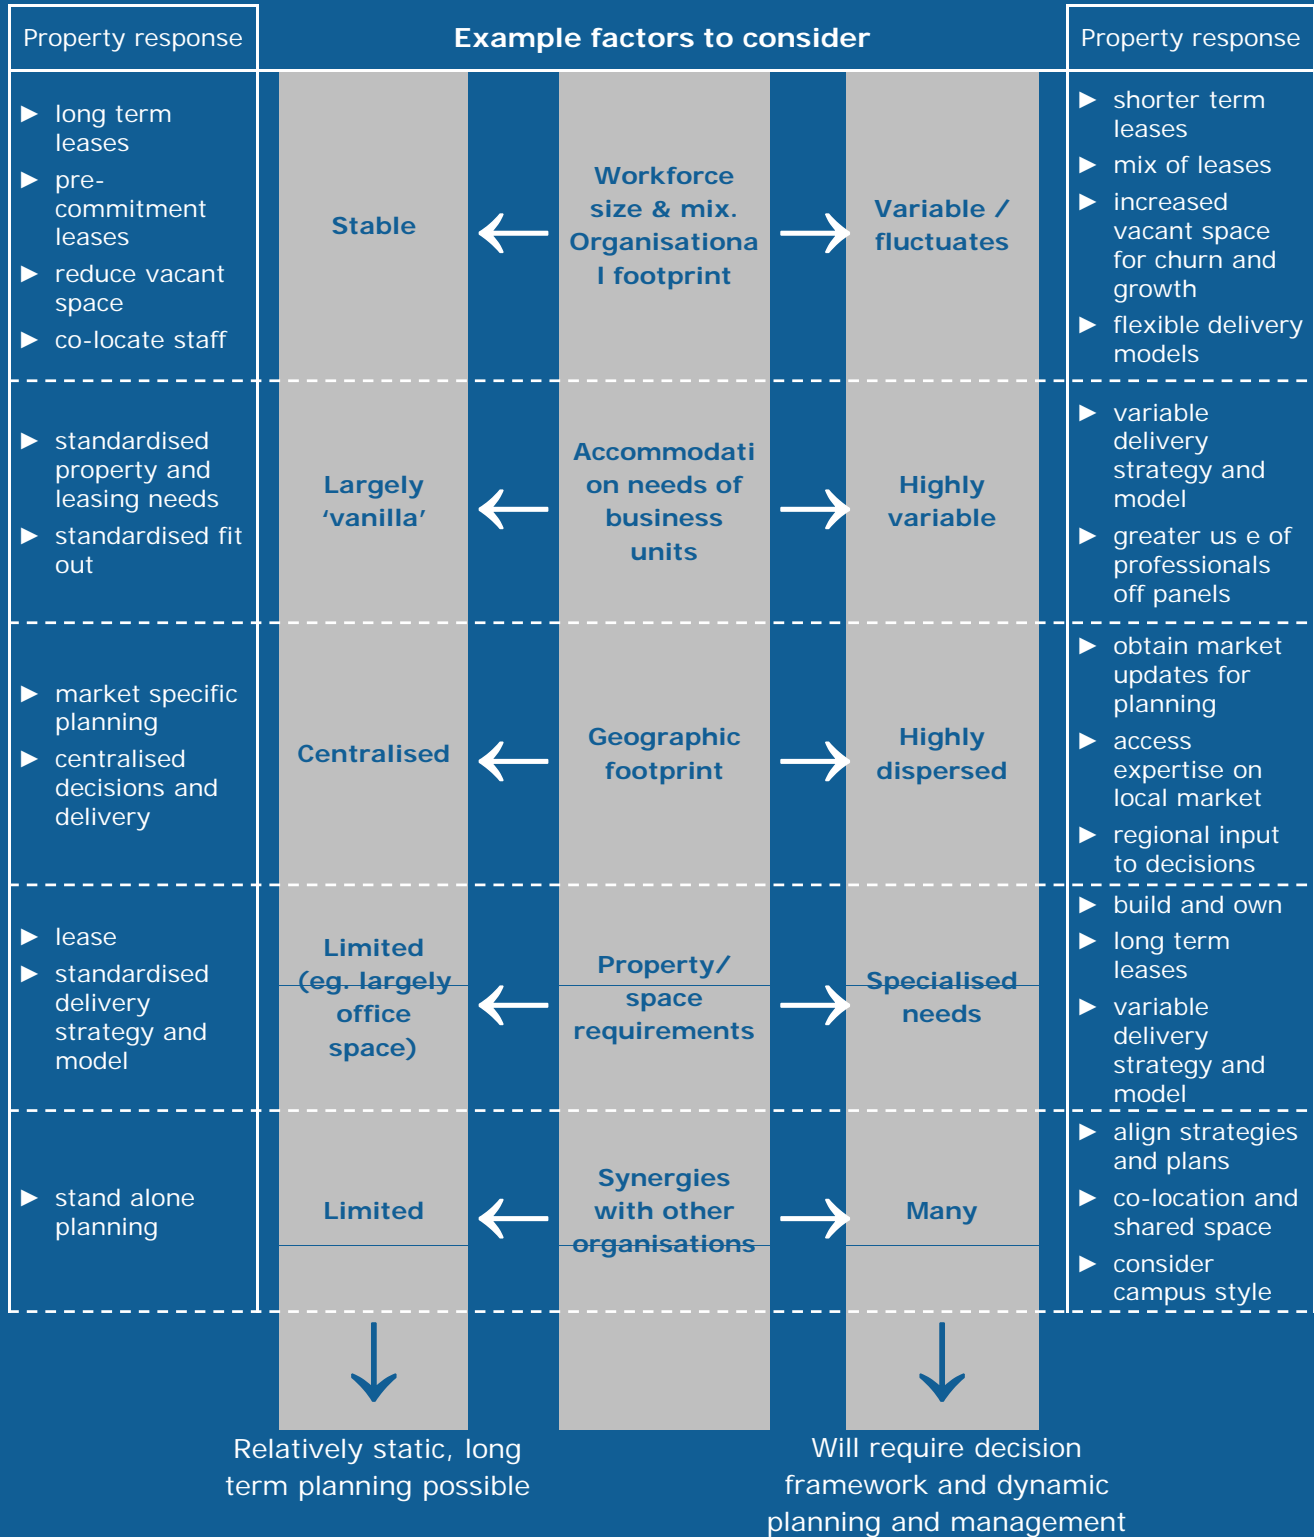 Property response
Example factors to consider
Property response
► long term
leases
► pre-
commitment
leases
► reduce vacant
space
► co-locate staff
Stable
Workforce
size & mix.
Organisationa
l footprint
Variable /
fluctuates
► shorter term
leases
► mix of leases
► increased
vacant space
for churn and
growth
► flexible delivery
models
► standardised
property and
leasing needs
► standardised fit
out
Largely
‘vanilla’
Accommodati
on needs of
business
units
Highly
variable
► variable
delivery
strategy and
model
► greater us e of
professionals
off panels
► market specific
planning
► centralised
decisions and
delivery
Centralised
Geographic
footprint
Highly
dispersed
► obtain market
updates for
planning
► access
expertise on
local market
► regional input
to decisions
► lease
► standardised
delivery
strategy and
model
Limited
(eg. largely
office
space)
Property/
space
requirements
Specialised
needs
► build and own
► long term
leases
► variable
delivery
strategy and
model
► stand alone
planning
Limited
Synergies
with other
organisations
Many
► align strategies
and plans
► co-location and
shared space
► consider
campus style
Relatively static, long
term planning possible
Will require decision
framework and dynamic
planning and management